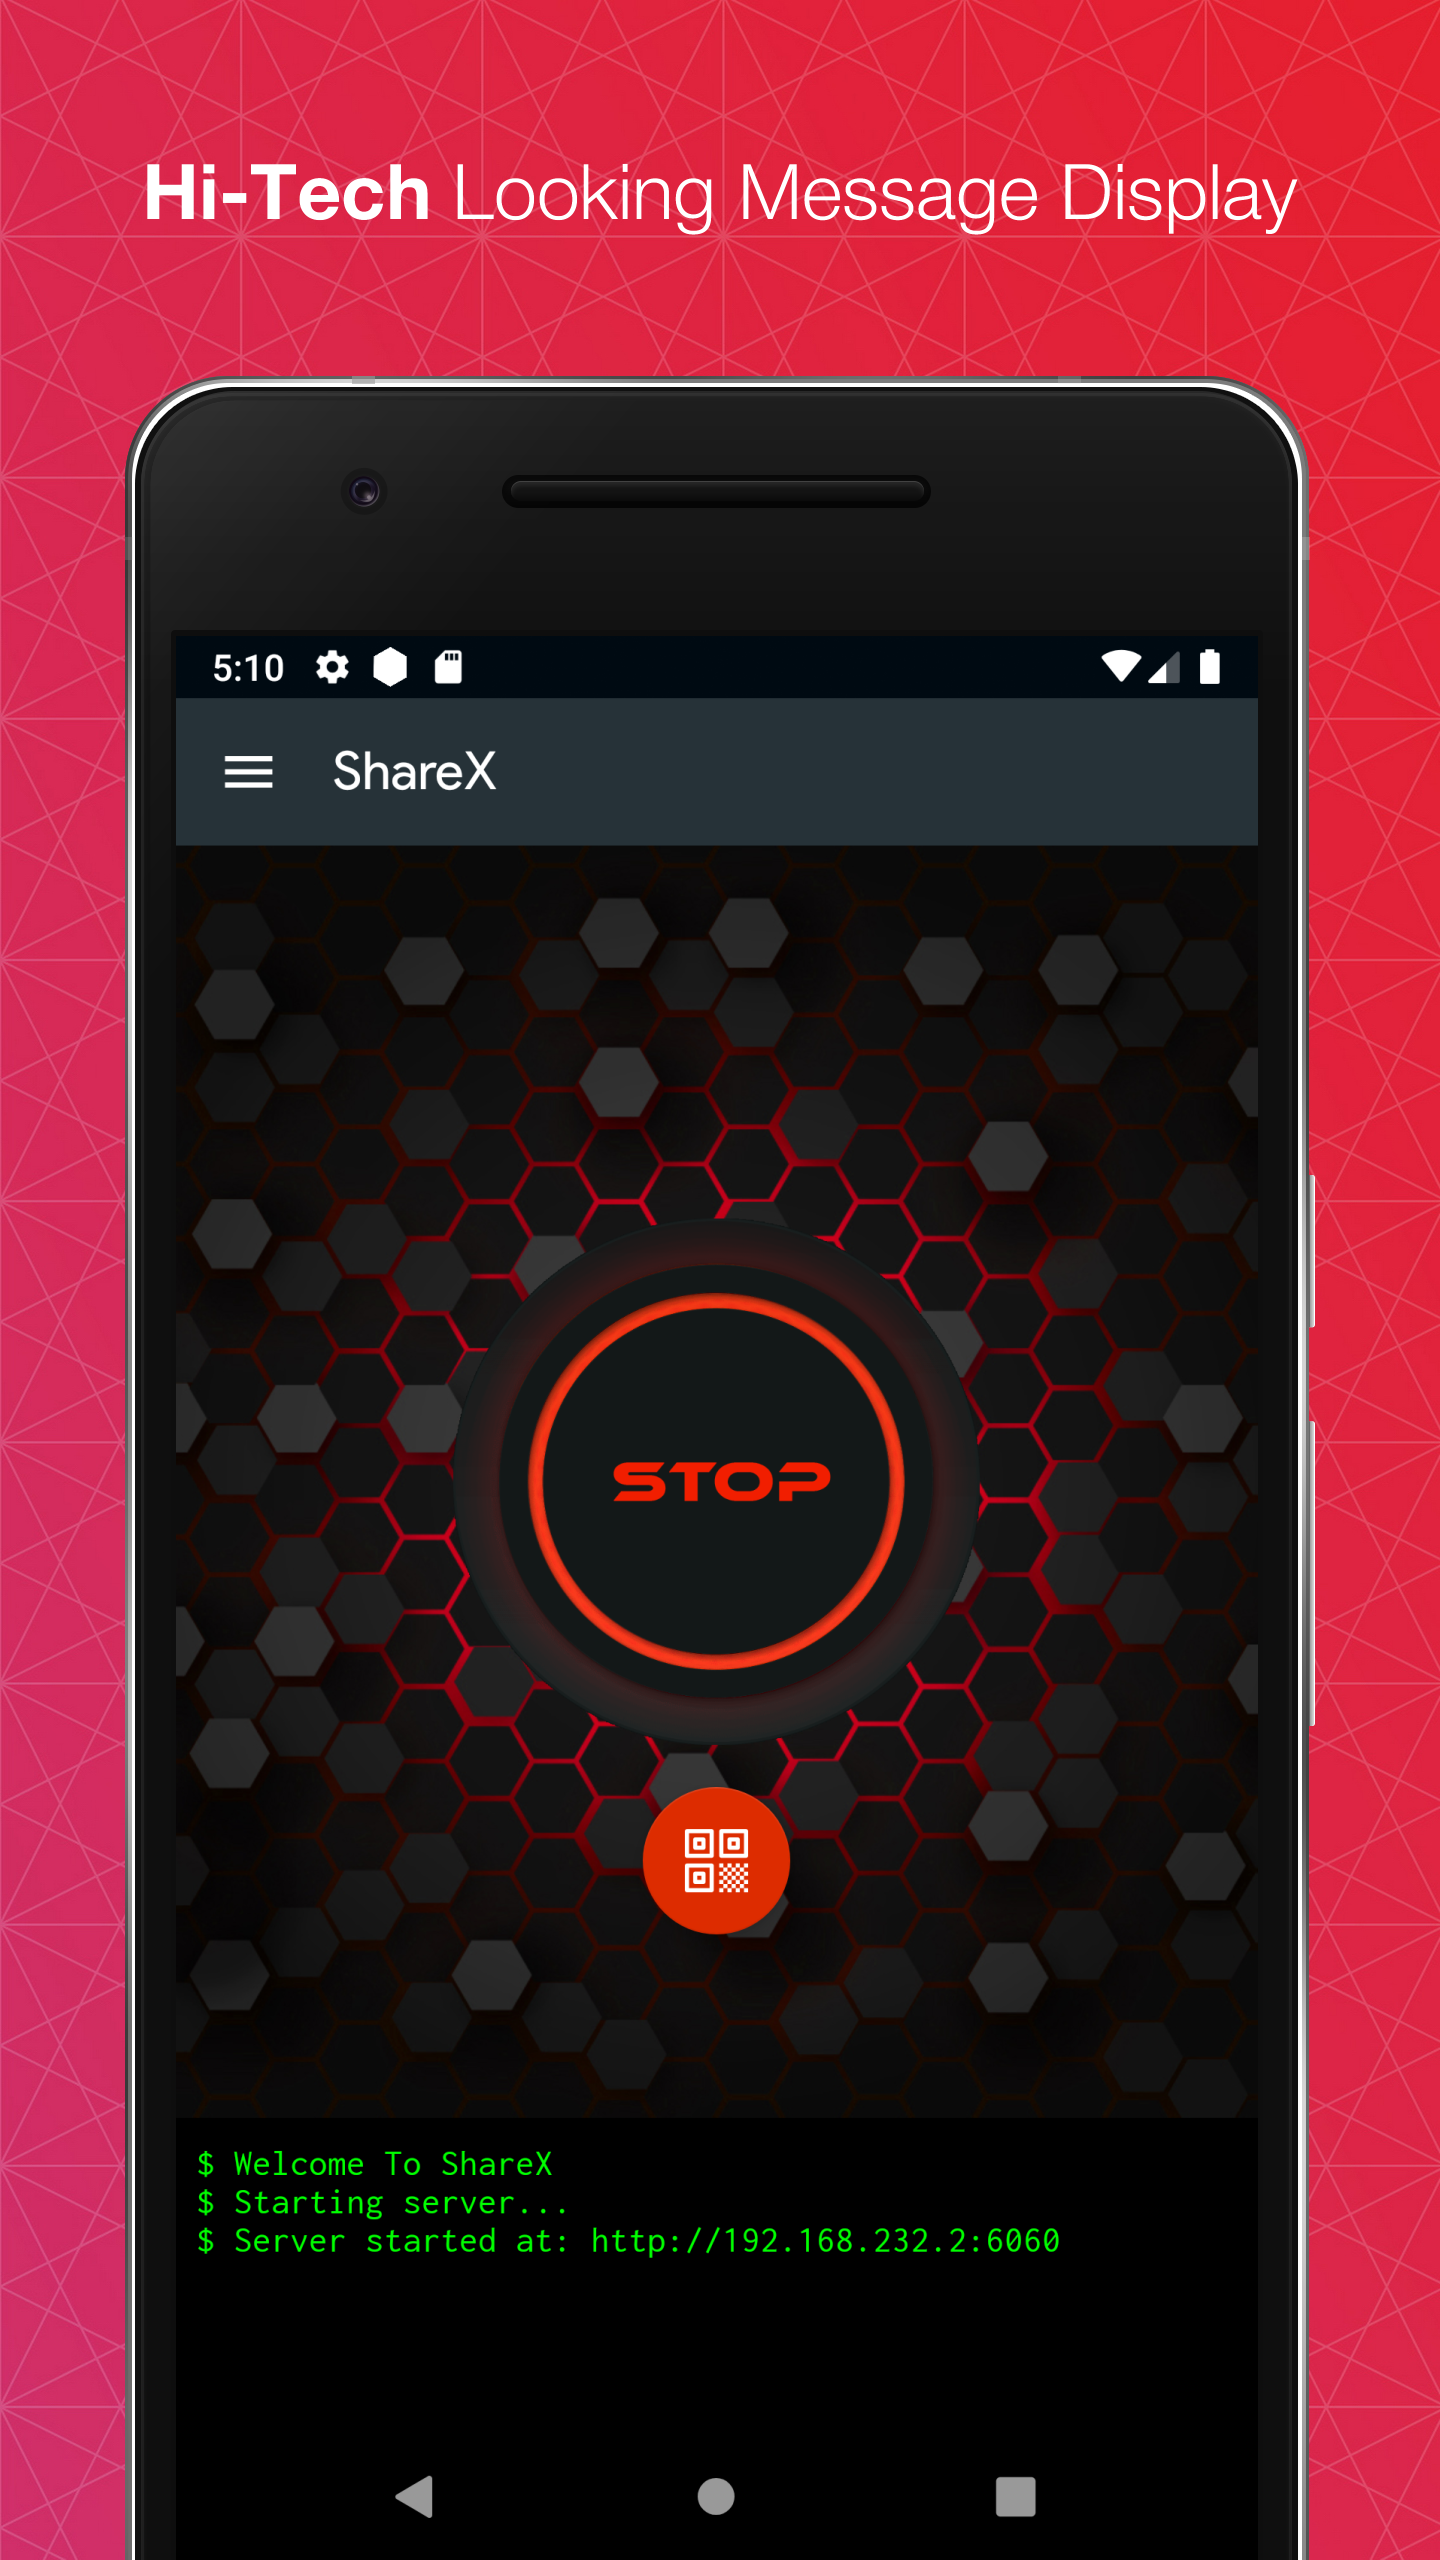 Hi-Tech Looking Message Display
5:10
ShareX
STOP
$ Welcome To ShareX
$ Starting server...
$ Server started at: http://192.168.232.2:6060